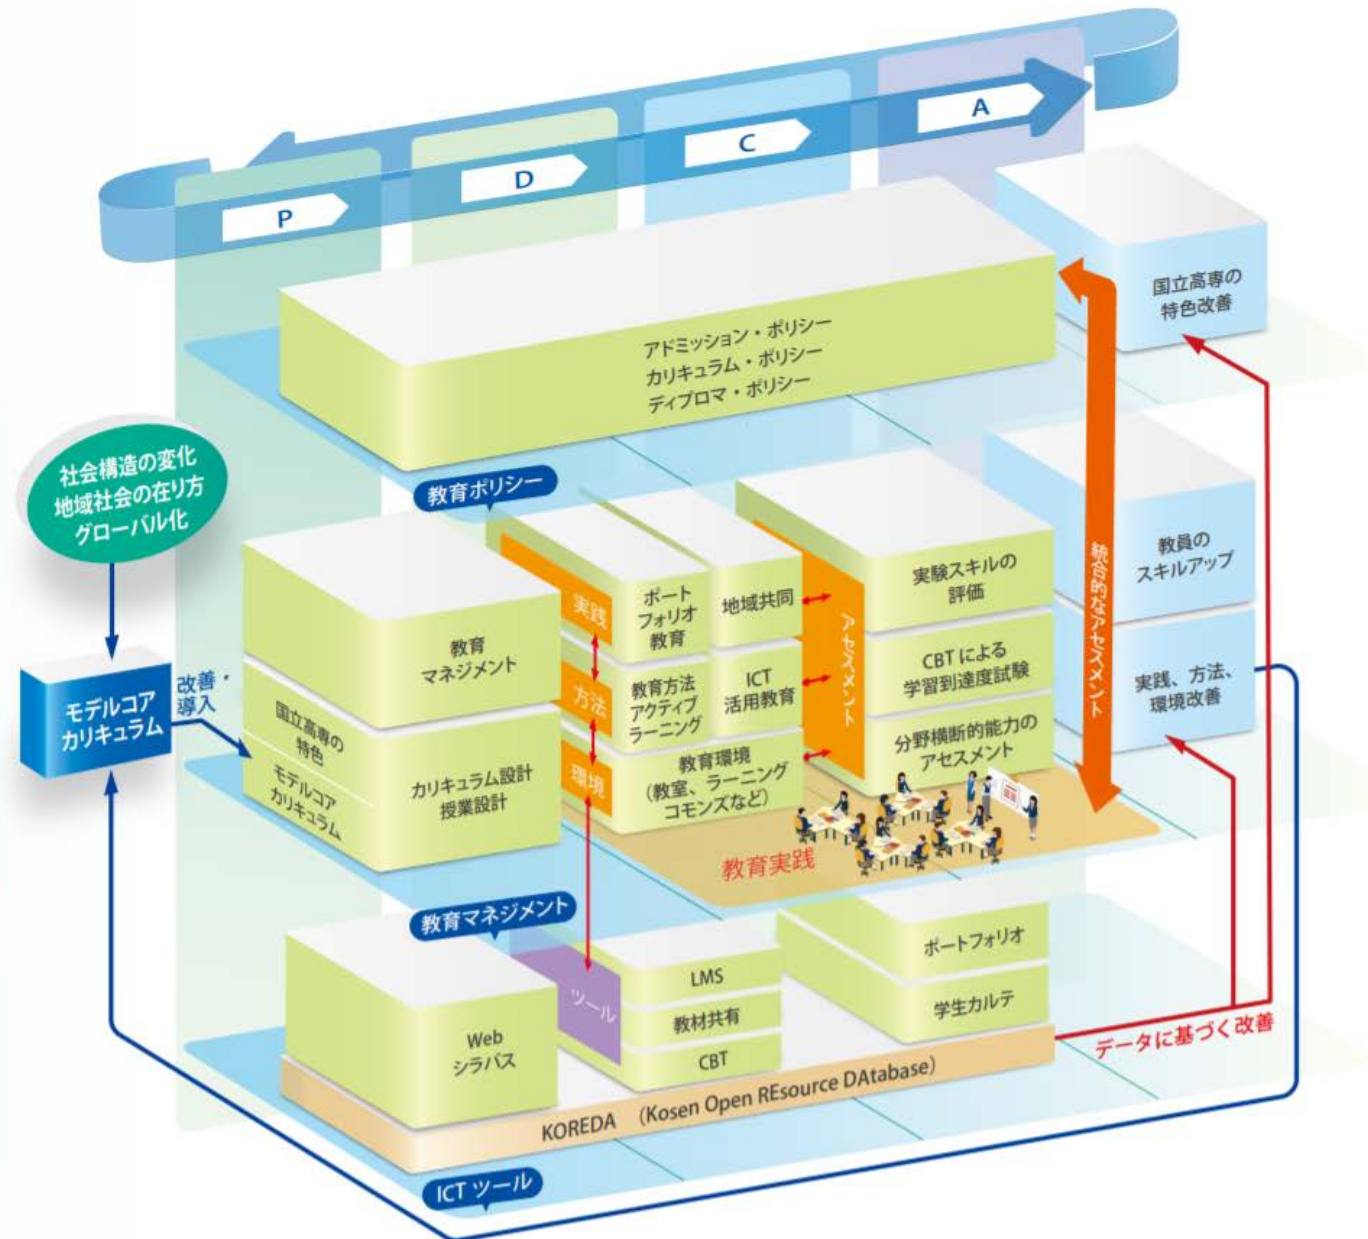 P
D
C
A
国立高専の
特色改善
アドミッション・ポリシー
カリキュラム・ポリシー
ディプロマ・ポリシー
教育ポリシー
社会構造の変化
地域社会の在り方
グローバル化
モデルコア
カリキュラム
改善・
導入
教育
マネジメント
国立高専の
特色
モデルコア
カリキュラム
カリキュラム設計
授業設計
実践
方法
環境
ポート
フォリオ
教育
地域共同
教育方法
アクティブ
ラーニング
ICT
活用教育
教育環境
(教室、ラーニング
コモンズなど)
アセスメント
実験スキルの
評価
CBT による
学習到達度試験
分野横断的能力の
アセスメント
統合的なアセスメント
教員の
スキルアップ
実践、方法、
環境改善
教育実践
教育マネジメント
Web
シラバス
ツール
LMS
教材共有
CBT
ポートフォリオ
学生カルテ
データに基づく改善
KOREDA (Kosen Open REsource DAtabase)
ICT ツール